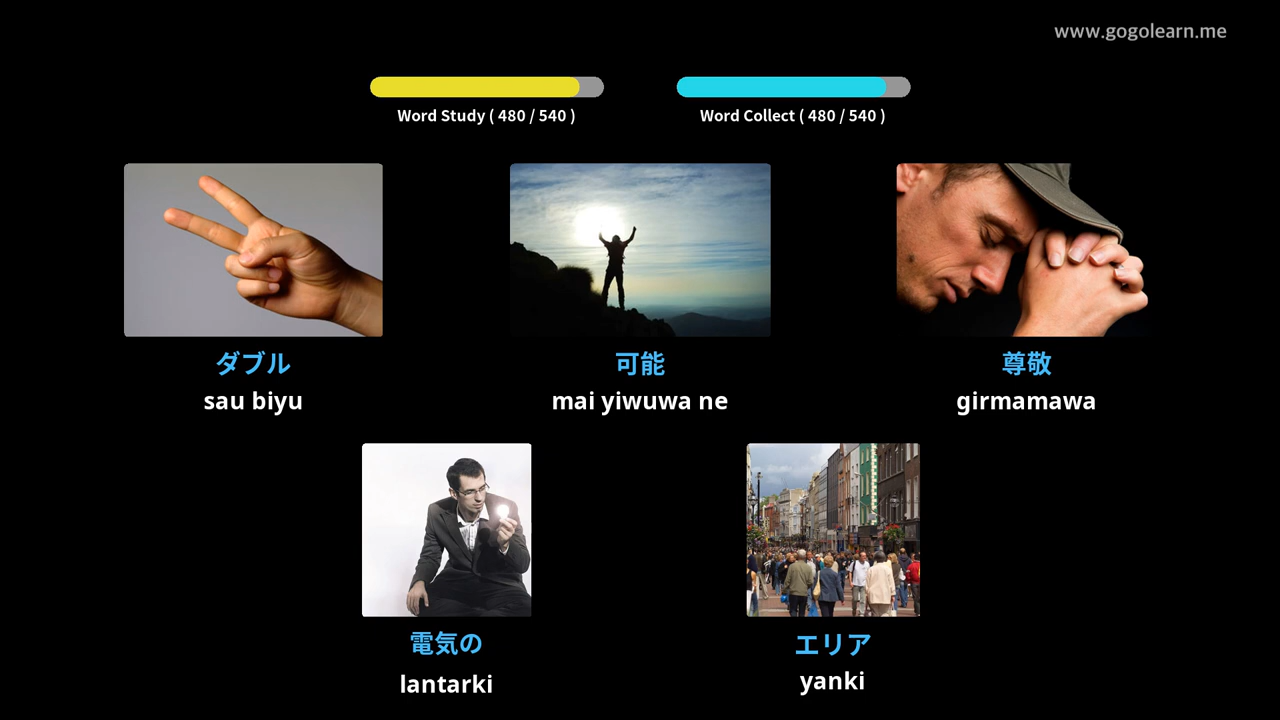 www.gogolearn.me
Word Study ( 480 / 540 )
Word Collect ( 480 / 540 )
ダブル
sau biyu
可能
mai yiwuwa ne
尊敬
girmamawa
電気の
lantarki
エリア
yanki